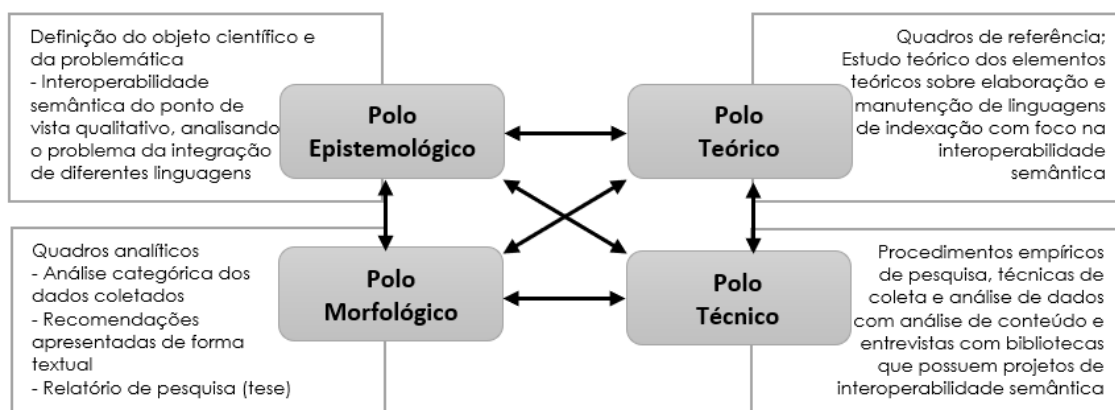 Definição do objeto científico e
da problemática
- Interoperabilidade
semântica do ponto de
vista qualitativo, analisando
o problema da integração
de diferentes linguagens
Polo
Epistemológico
Polo
Teórico
Quadros de referência;
Estudo teórico dos elementos
teóricos sobre elaboração e
manutenção de linguagens
de indexação com foco na
interoperabilidade
semântica
Quadros analíticos
- Análise categórica dos
dados coletados
- Recomendações
apresentadas de forma
textual
- Relatório de pesquisa (tese)
Polo
Morfológico
Polo
Técnico
Procedimentos empíricos
de pesquisa, técnicas de
coleta e análise de dados
com análise de conteúdo e
entrevistas com bibliotecas
que possuem projetos de
interoperabilidade semântica